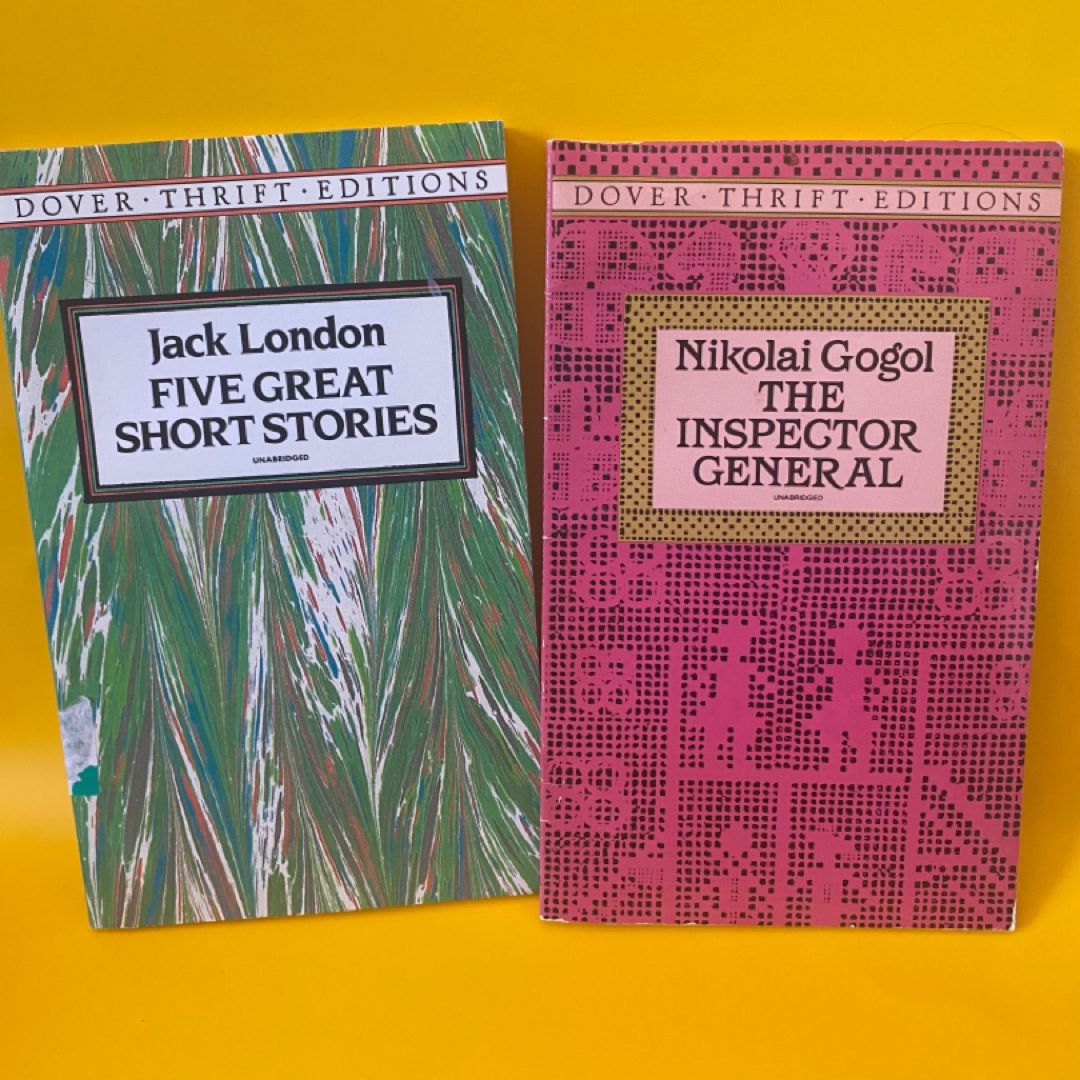 DOVER · THRIFT · EDITIONS
Jack London
FIVE GREAT
SHORT STORIES
UNABRIDGED
DOVER · THRIFT · EDITIONS
Nikolai Gogol
THE
INSPECTOR
GENERAL
UNABRIDGED